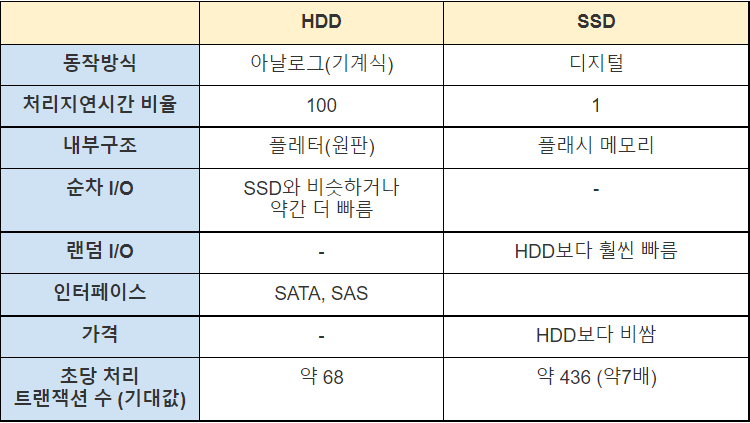 HDD SSD
동작방식 아날로그(기계식) 디지털
처리지연시간 비율 100 1
내부구조 플레터(원판) 플래시 메모리
순차 I/O SSD와 비슷하거나 -
약간 더 빠름
랜덤 I/O - HDD보다 훨씬 빠름
인터페이스 SATA, SAS
가격 - HDD보다 비쌈
초당 처리 약 68 약 436 (약7배)
트랜잭션 수 (기대값)